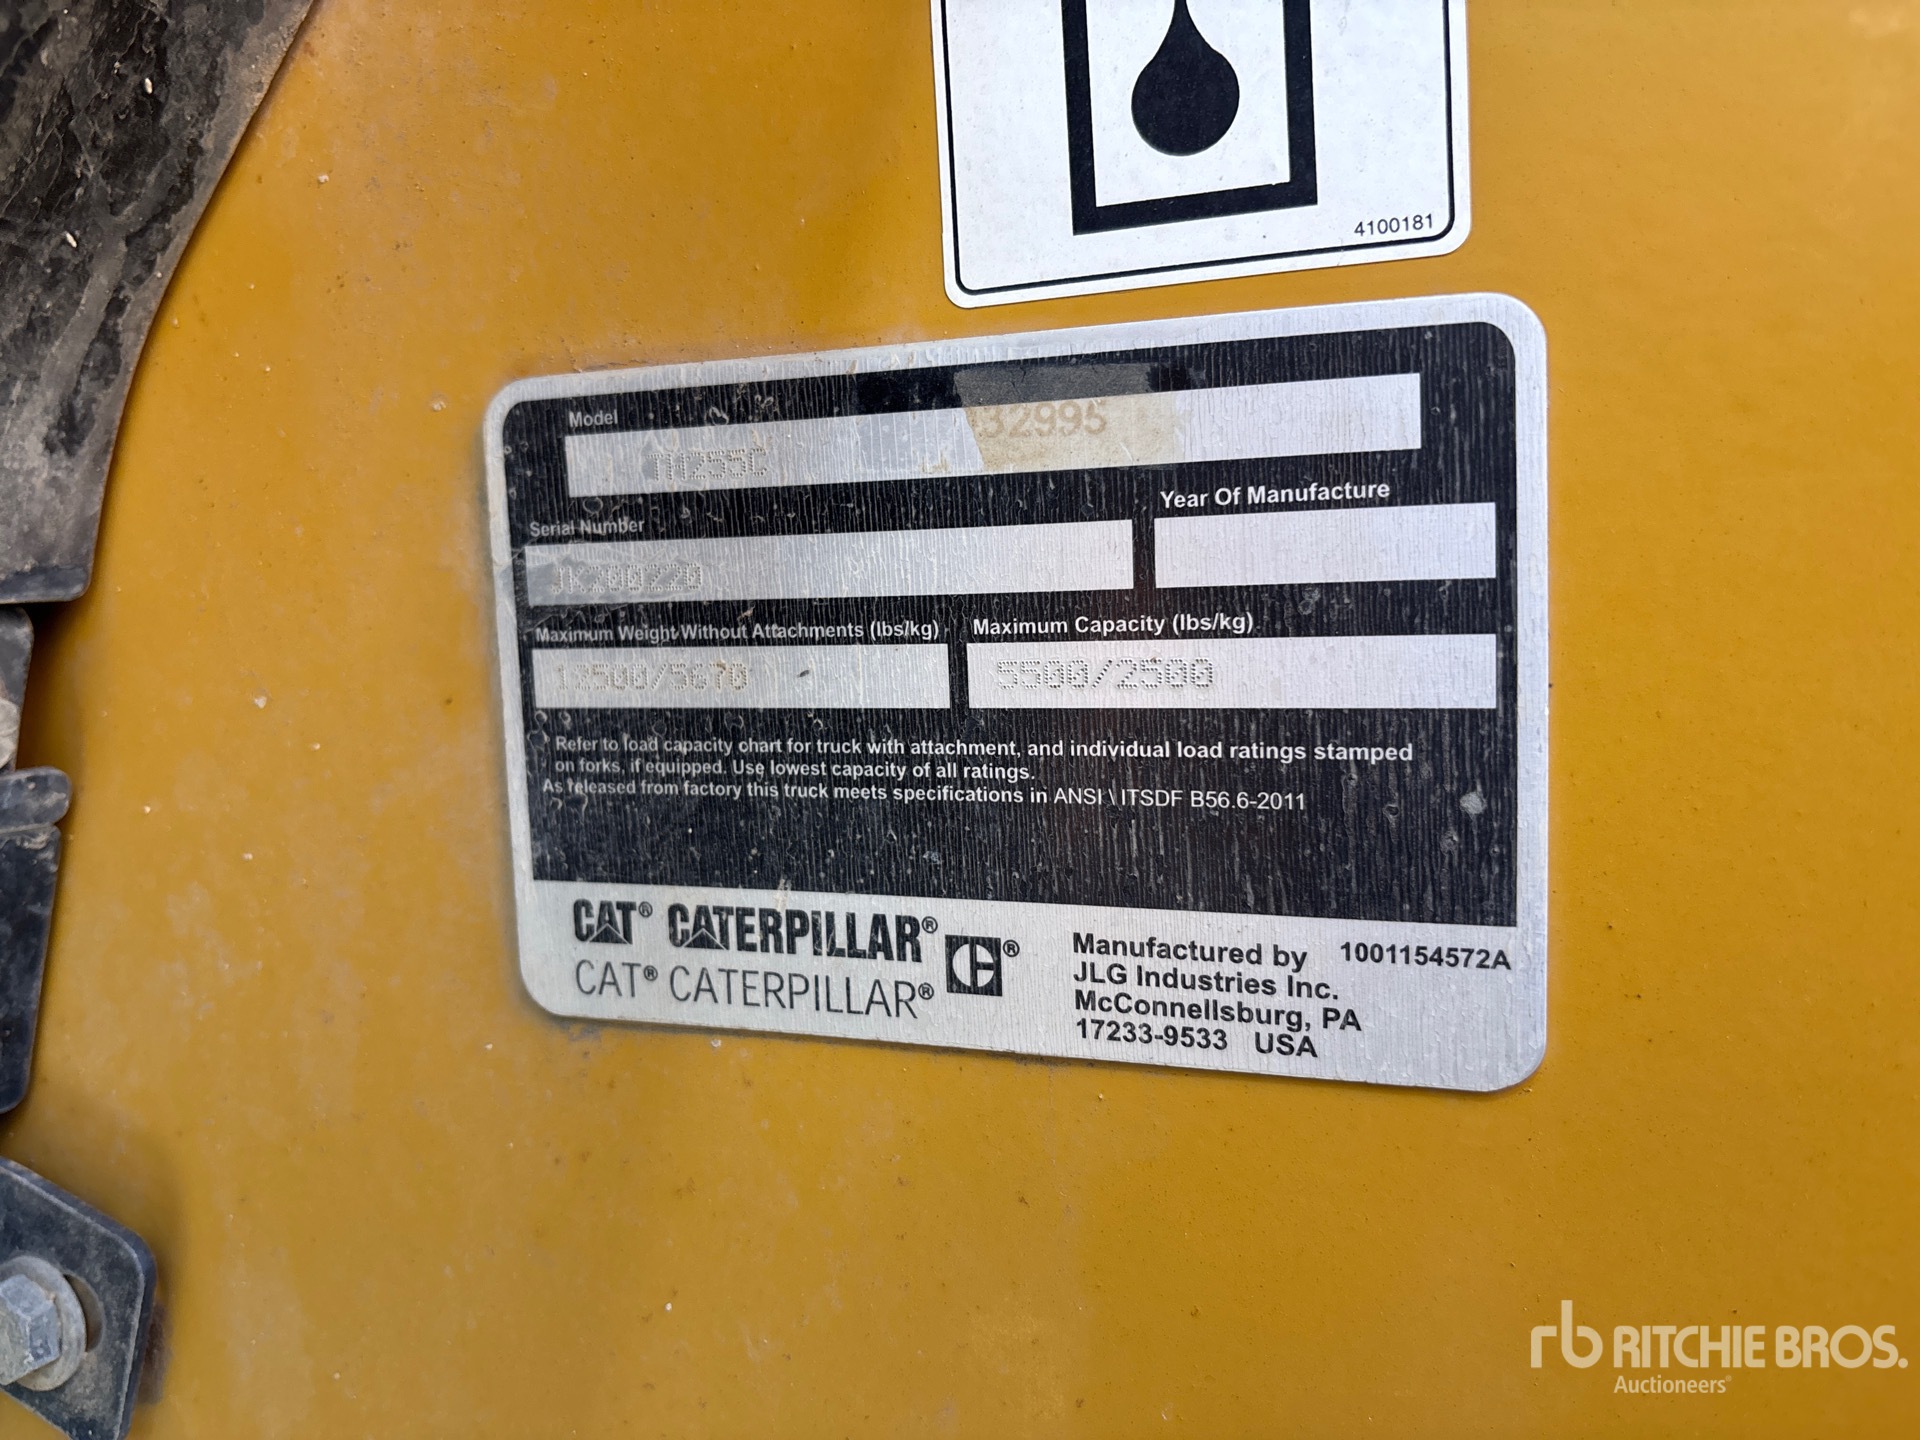 4100181
Model
TH255C
32995
Serial Number
JK200220
Year Of Manufacture
Maximum Weight Without Attachments (lbs/kg)
12500/5670
Maximum Capacity (lbs/kg)
5500/2500
Refer to load capacity chart for truck with attachment, and individual load ratings stamped
on forks, if equipped. Use lowest capacity of all ratings.
As released from factory this truck meets specifications in ANSI \ ITSDF B56.6-2011
CAT® CATERPILLAR®
CAT® CATERPILLAR®
Manufactured by 1001154572A
JLG Industries Inc.
McConnellsburg, PA
17233-9533 USA
rb RITCHIE BROS.
Auctioneers